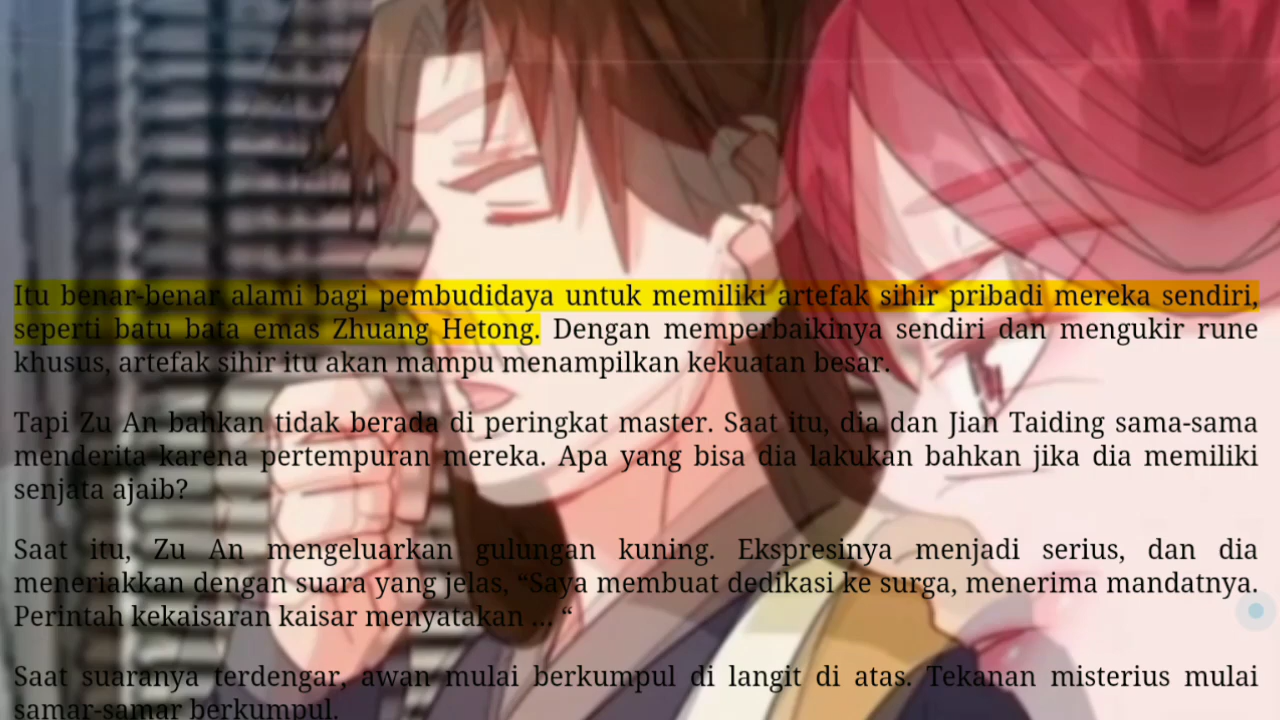 Itu benar-benar alami bagi pembudidaya untuk memiliki artefak sihir pribadi mereka sendiri,
seperti batu bata emas Zhuang Hetong. Dengan memperbaikinya sendiri dan mengukir rune
khusus, artefak sihir itu akan mampu menampilkan kekuatan besar.
Tapi Zu An bahkan tidak berada di peringkat master. Saat itu, dia dan Jian Taiding sama-sama
menderita karena pertempuran mereka. Apa yang bisa dia lakukan bahkan jika dia memiliki
senjata ajaib?
Saat itu, Zu An mengeluarkan gulungan kuning. Ekspresinya menjadi serius, dan dia
meneriakkan dengan suara yang jelas, “Saya membuat dedikasi ke surga, menerima mandatnya.
Perintah kekaisaran kaisar menyatakan ... “
Saat suaranya terdengar, awan mulai berkumpul di langit di atas. Tekanan misterius mulai
samar-samar berkumpul.